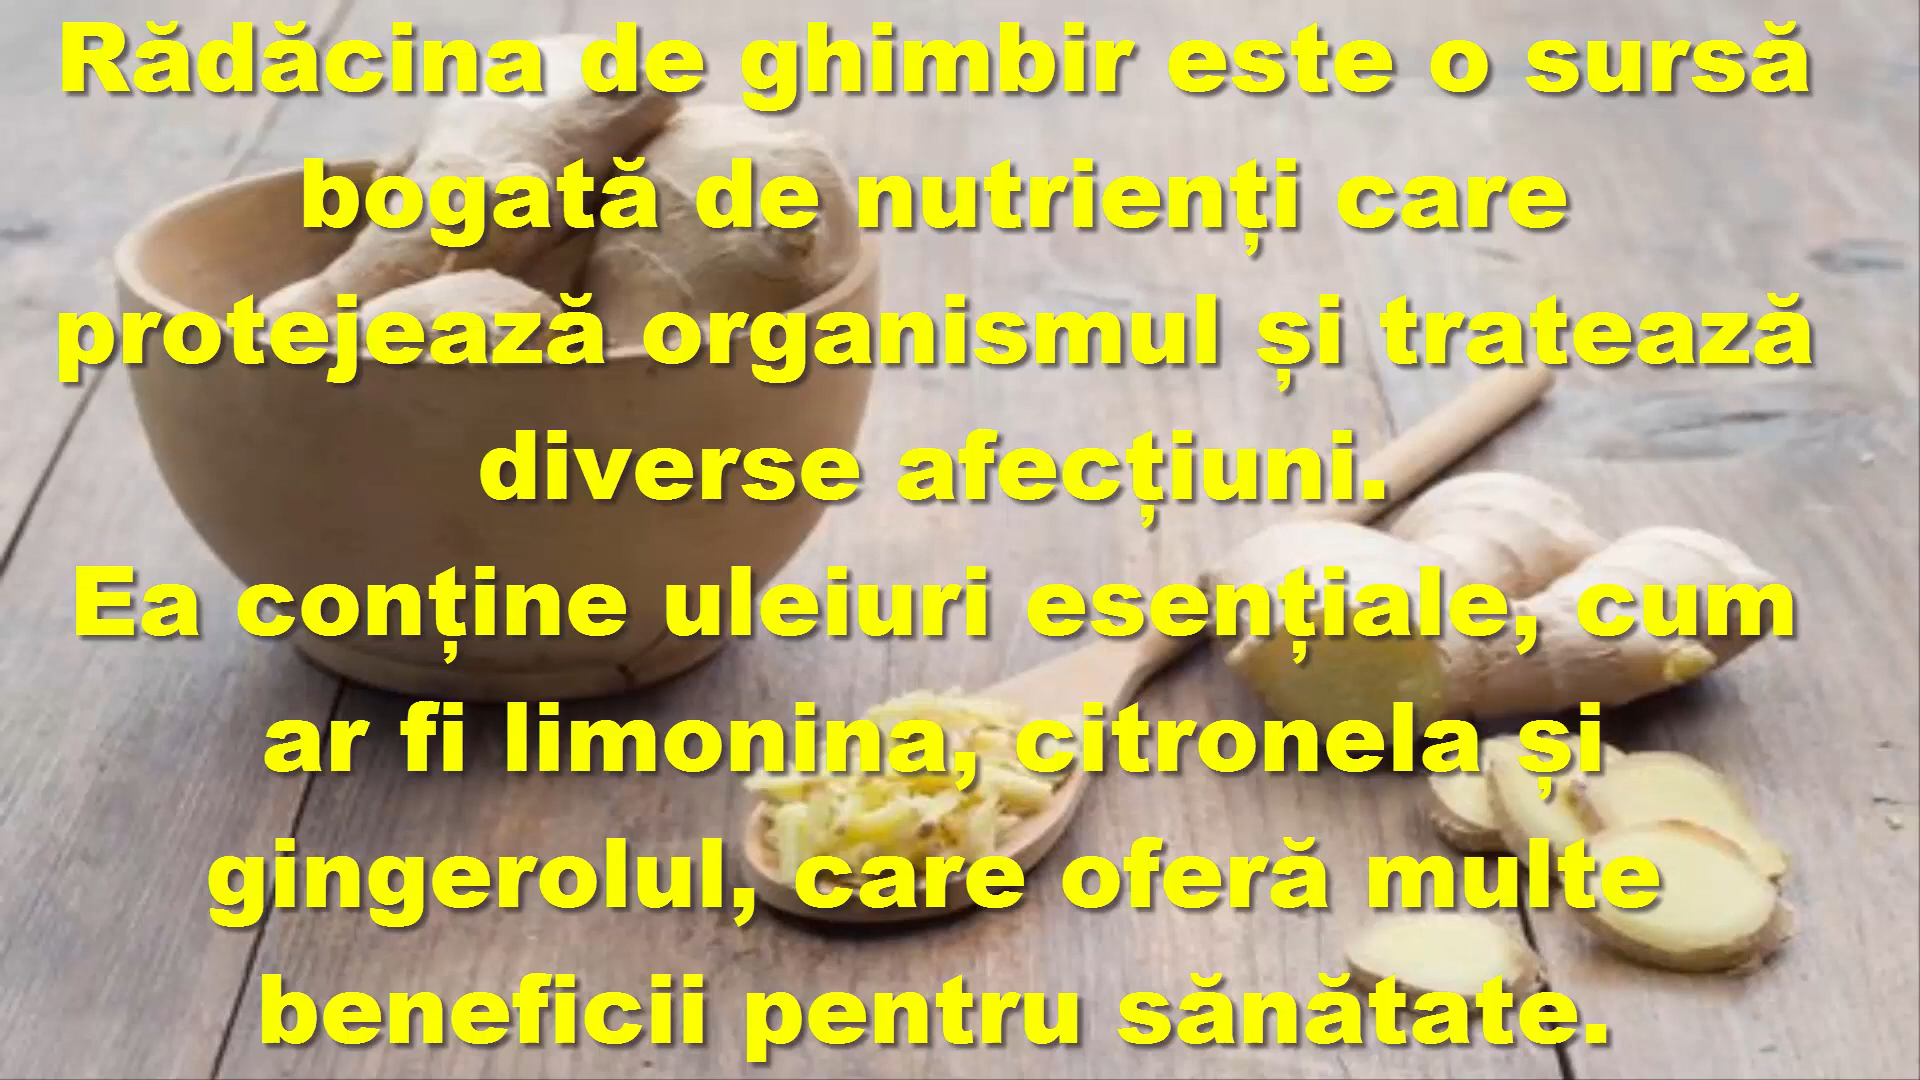 Rădăcina de ghimbir este o sursă
bogată de nutrienți care
protejează organismul și tratează
diverse afecțiuni.
Ea conține uleiuri esențiale, cum
ar fi limonina, citronela și
gingerolul, care oferă multe
beneficii pentru sănătate.